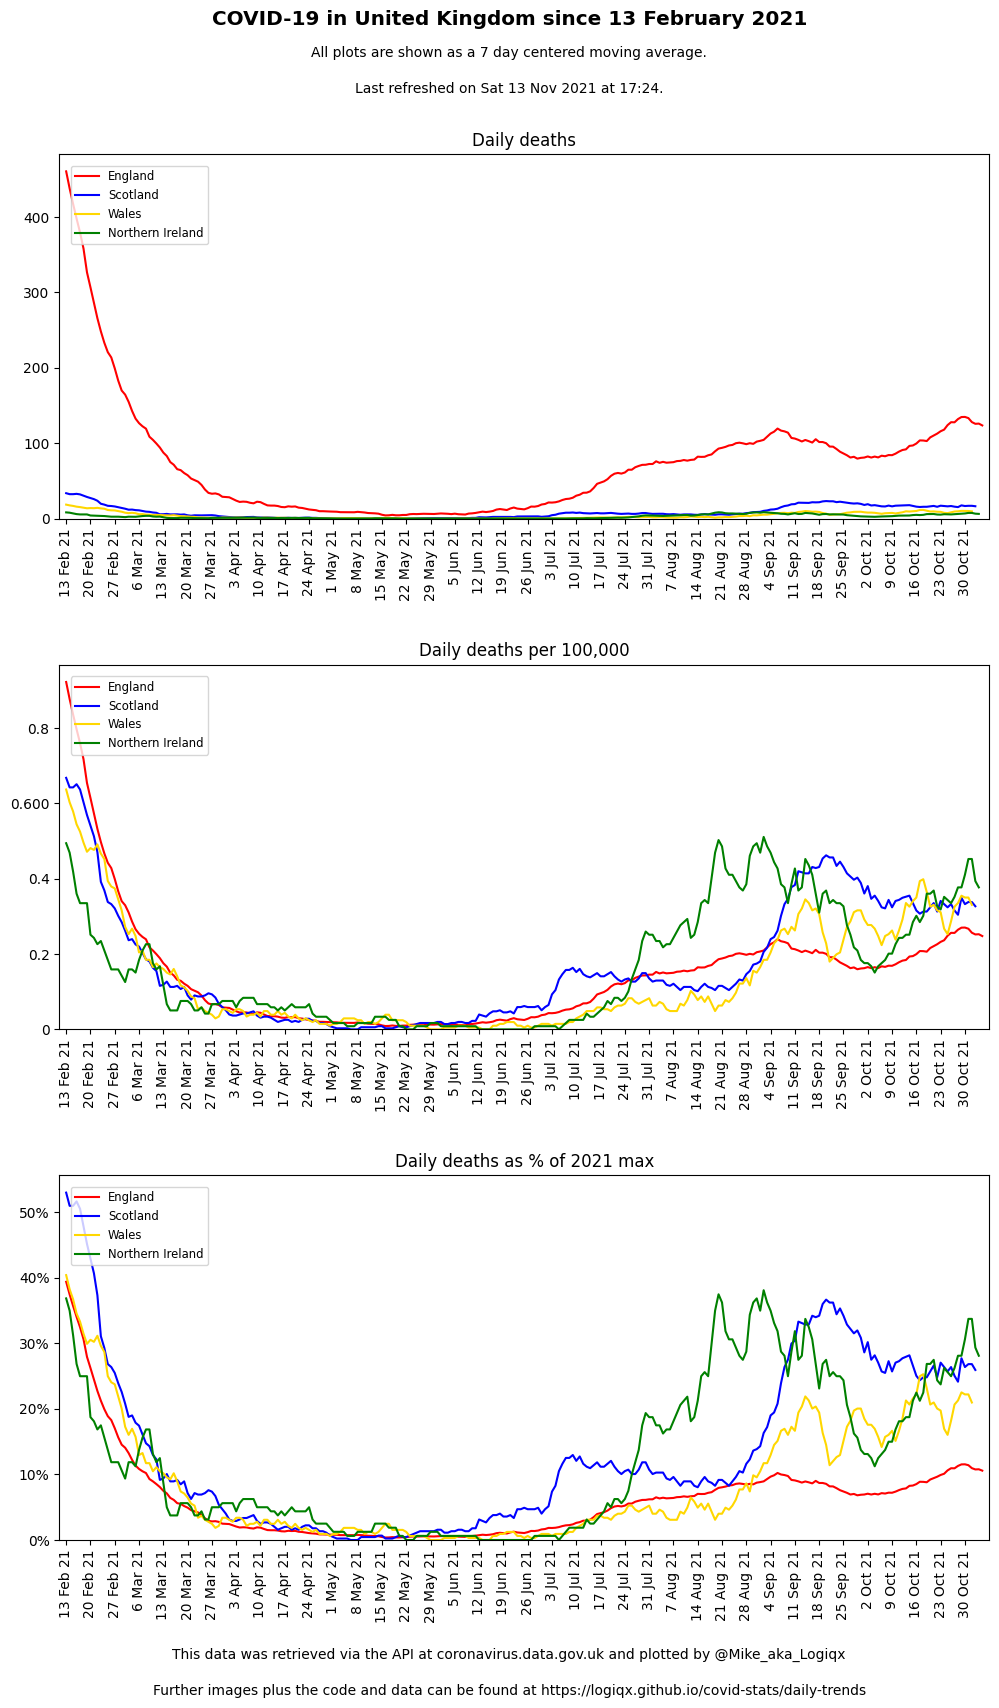 COVID-19 in United Kingdom since 13 February 2021
All plots are shown as a 7 day centered moving average.
Last refreshed on Sat 13 Nov 2021 at 17:24.
Daily deaths
England
Scotland
Wales
Northern Ireland
400
300
200
100
0
13 Feb 21 20 Feb 21 27 Feb 21 6 Mar 21 13 Mar 21 20 Mar 21 27 Mar 21 3 Apr 21 10 Apr 21 17 Apr 21 24 Apr 21 1 May 21 8 May 21 15 May 21 22 May 21 29 May 21 5 Jun 21 12 Jun 21 19 Jun 21 26 Jun 21 3 Jul 21 10 Jul 21 17 Jul 21 24 Jul 21 31 Jul 21 7 Aug 21 14 Aug 21 21 Aug 21 28 Aug 21 4 Sep 21 11 Sep 21 18 Sep 21 25 Sep 21 2 Oct 21 9 Oct 21 16 Oct 21 23 Oct 21 30 Oct 21
Daily deaths per 100,000
England
Scotland
Wales
Northern Ireland
0.8
0.600
0.4
0.2
0
13 Feb 21 20 Feb 21 27 Feb 21 6 Mar 21 13 Mar 21 20 Mar 21 27 Mar 21 3 Apr 21 10 Apr 21 17 Apr 21 24 Apr 21 1 May 21 8 May 21 15 May 21 22 May 21 29 May 21 5 Jun 21 12 Jun 21 19 Jun 21 26 Jun 21 3 Jul 21 10 Jul 21 17 Jul 21 24 Jul 21 31 Jul 21 7 Aug 21 14 Aug 21 21 Aug 21 28 Aug 21 4 Sep 21 11 Sep 21 18 Sep 21 25 Sep 21 2 Oct 21 9 Oct 21 16 Oct 21 23 Oct 21 30 Oct 21
Daily deaths as % of 2021 max
England
Scotland
Wales
Northern Ireland
50%
40%
30%
20%
10%
0%
13 Feb 21 20 Feb 21 27 Feb 21 6 Mar 21 13 Mar 21 20 Mar 21 27 Mar 21 3 Apr 21 10 Apr 21 17 Apr 21 24 Apr 21 1 May 21 8 May 21 15 May 21 22 May 21 29 May 21 5 Jun 21 12 Jun 21 19 Jun 21 26 Jun 21 3 Jul 21 10 Jul 21 17 Jul 21 24 Jul 21 31 Jul 21 7 Aug 21 14 Aug 21 21 Aug 21 28 Aug 21 4 Sep 21 11 Sep 21 18 Sep 21 25 Sep 21 2 Oct 21 9 Oct 21 16 Oct 21 23 Oct 21 30 Oct 21
This data was retrieved via the API at coronavirus.data.gov.uk and plotted by @Mike_aka_Logiqx
Further images plus the code and data can be found at https://logiqx.github.io/covid-stats/daily-trends